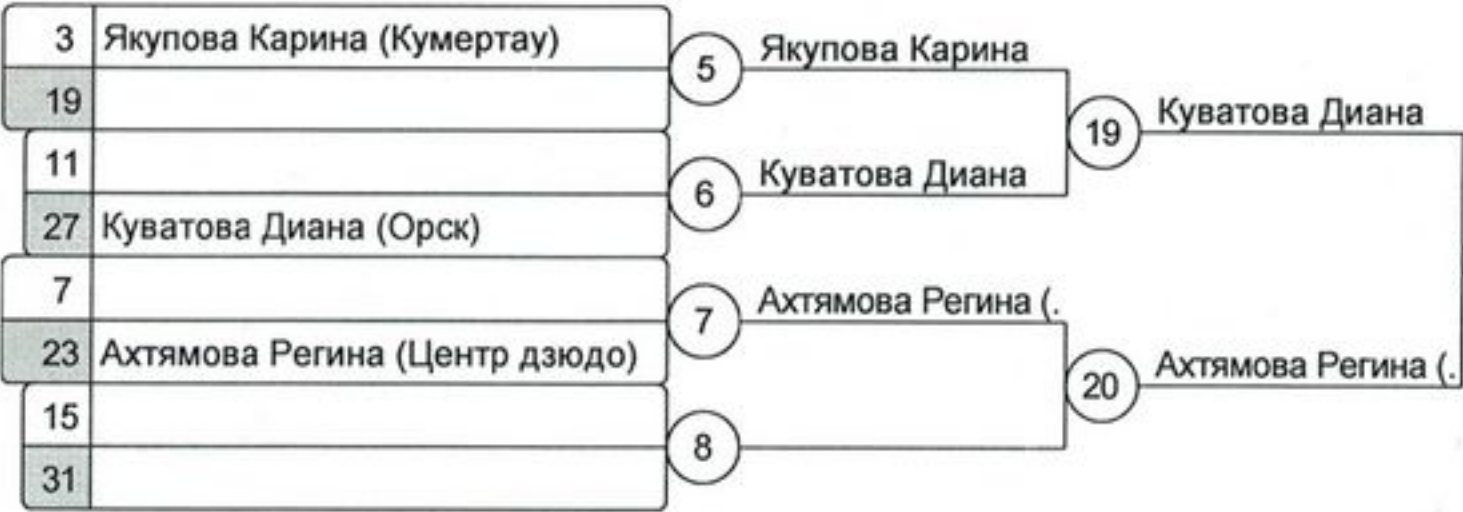 3 Якупова Карина (Кумертау)
19
11
27 Куватова Диана (Орск)
7
23 Ахтямова Регина (Центр дзюдо)
15
31
5 Якупова Карина
6 Куватова Диана
7 Ахтямова Регина (.
8
19 Куватова Диана
20 Ахтямова Регина (.